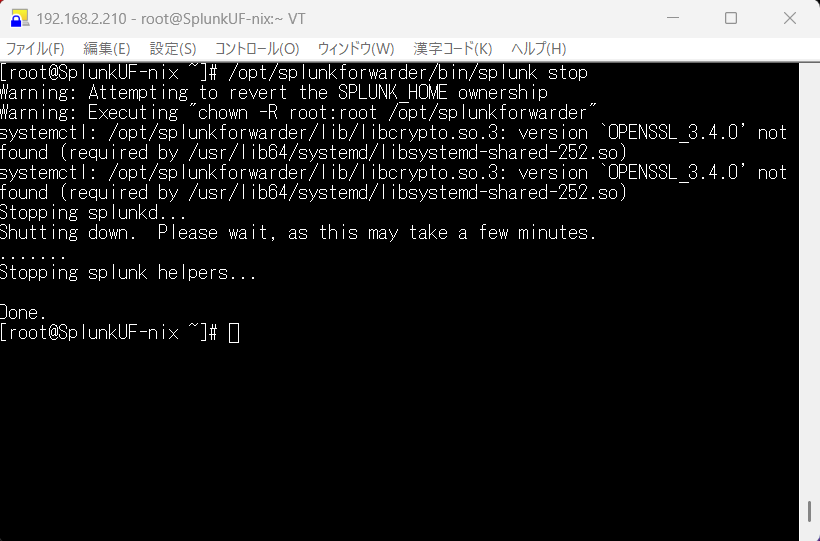 192.168.2.210 - root@SplunkUF-nix:~ VT
ファイル(F) 編集(E) 設定(S) コントロール(O) ウィンドウ(W) 漢字コード(K) ヘルプ(H)
[root@SplunkUF-nix ~]# /opt/splunkforwarder/bin/splunk stop
Warning: Attempting to revert the SPLUNK_HOME ownership
Warning: Executing "chown -R root:root /opt/splunkforwarder"
systemctl: /opt/splunkforwarder/lib/libcrypto.so.3: version `OPENSSL_3.4.0' not
found (required by /usr/lib64/systemd/libsystemd-shared-252.so)
systemctl: /opt/splunkforwarder/lib/libcrypto.so.3: version `OPENSSL_3.4.0' not
found (required by /usr/lib64/systemd/libsystemd-shared-252.so)
Stopping splunkd...
Shutting down.  Please wait, as this may take a few minutes.
.......
Stopping splunk helpers...
Done.
[root@SplunkUF-nix ~]#